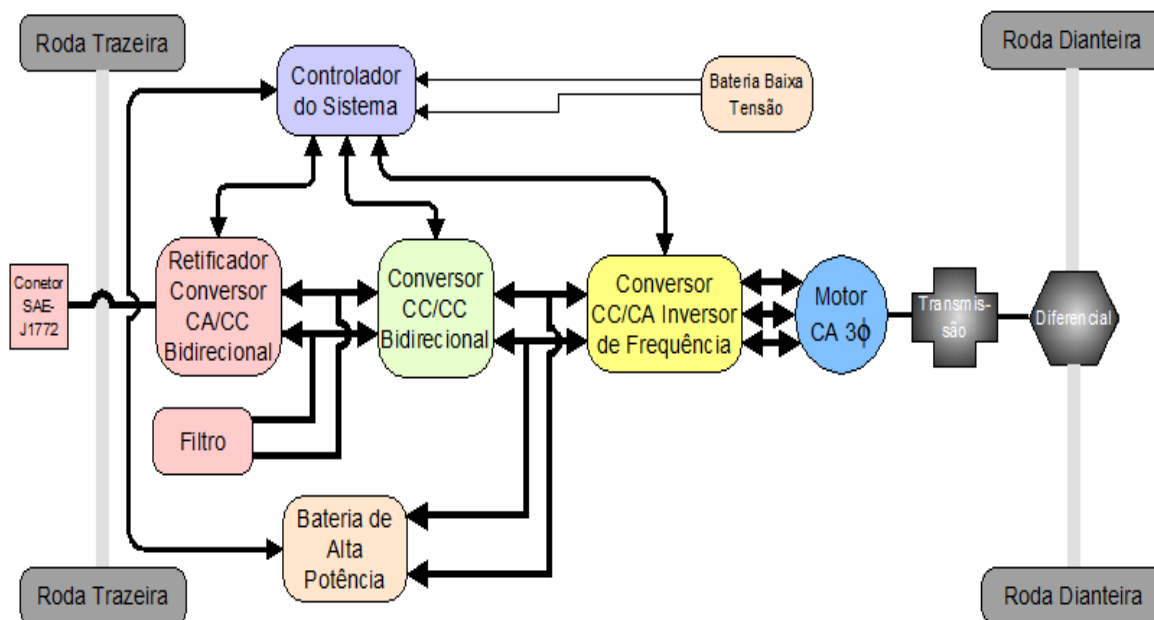 Roda Trazeira
Roda Dianteira
Controlador
do Sistema
Bateria Baixa
Tensão
Conetor
SAE-
J1772
Retificador
Conversor
CA/CC
Bidirecional
Conversor
CC/CC
Bidirecional
Conversor
CC/CA Inversor
de Frequência
Motor
CA 3ϕ
Transmis-
são
Diferencial
Filtro
Bateria de
Alta
Potência
Roda Trazeira
Roda Dianteira